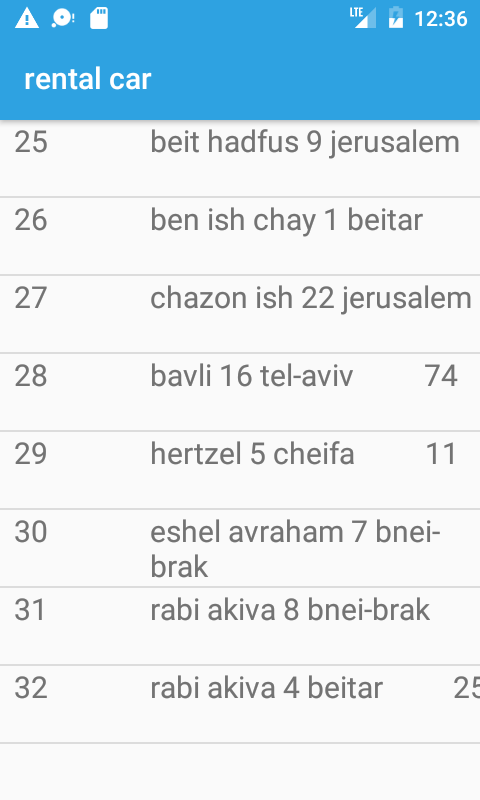 LTE 12:36
rental car
25 beit hadfus 9 jerusalem
26 ben ish chay 1 beitar
27 chazon ish 22 jerusalem
28 bavli 16 tel-aviv 74
29 hertzel 5 cheifa 11
30 eshel avraham 7 bnei-
brak
31 rabi akiva 8 bnei-brak
32 rabi akiva 4 beitar 25